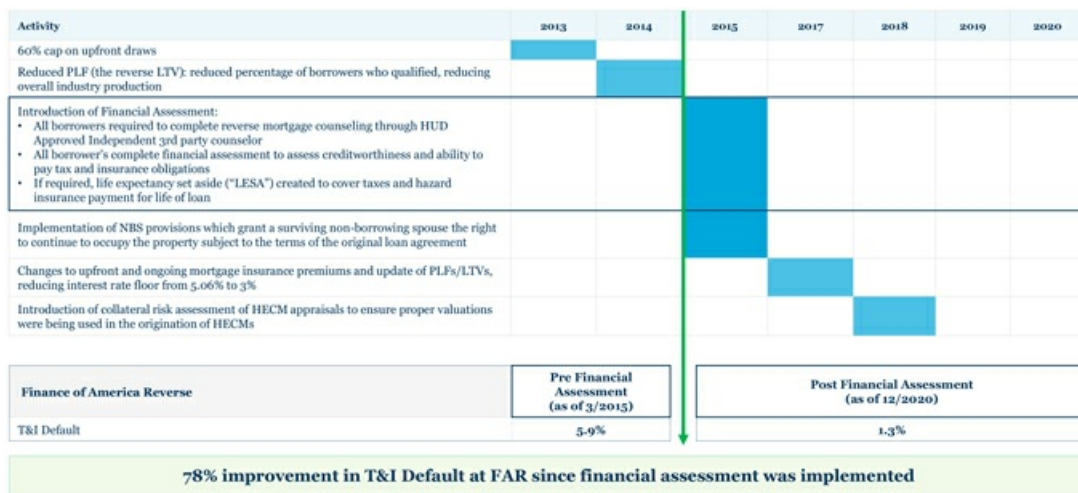 Activity 2013 2014 2015 2017 2018 2019 2020
60% cap on upfront draws
Reduced PLF (the reverse LTV): reduced percentage of borrowers who qualified, reducing
overall industry production
Introduction of Financial Assessment:
• All borrowers required to complete reverse mortgage counseling through HUD
Approved Independent 3rd party counselor
• All borrower's complete financial assessment to assess creditworthiness and ability to
pay tax and insurance obligations
• If required, life expectancy set aside ("LESA") created to cover taxes and hazard
insurance payment for life of loan
Implementation of NBS provisions which grant a surviving non-borrowing spouse the right
to continue to occupy the property subject to the terms of the original loan agreement
Changes to upfront and ongoing mortgage insurance premiums and update of PLFs/LTVs,
reducing interest rate floor from 5.06% to 3%
Introduction of collateral risk assessment of HECM appraisals to ensure proper valuations
were being used in the origination of HECMs
Finance of America Reverse
Pre Financial
Assessment
(as of 3/2015)
Post Financial Assessment
(as of 12/2020)
T&I Default 5.9% 1.3%
78% improvement in T&I Default at FAR since financial assessment was implemented